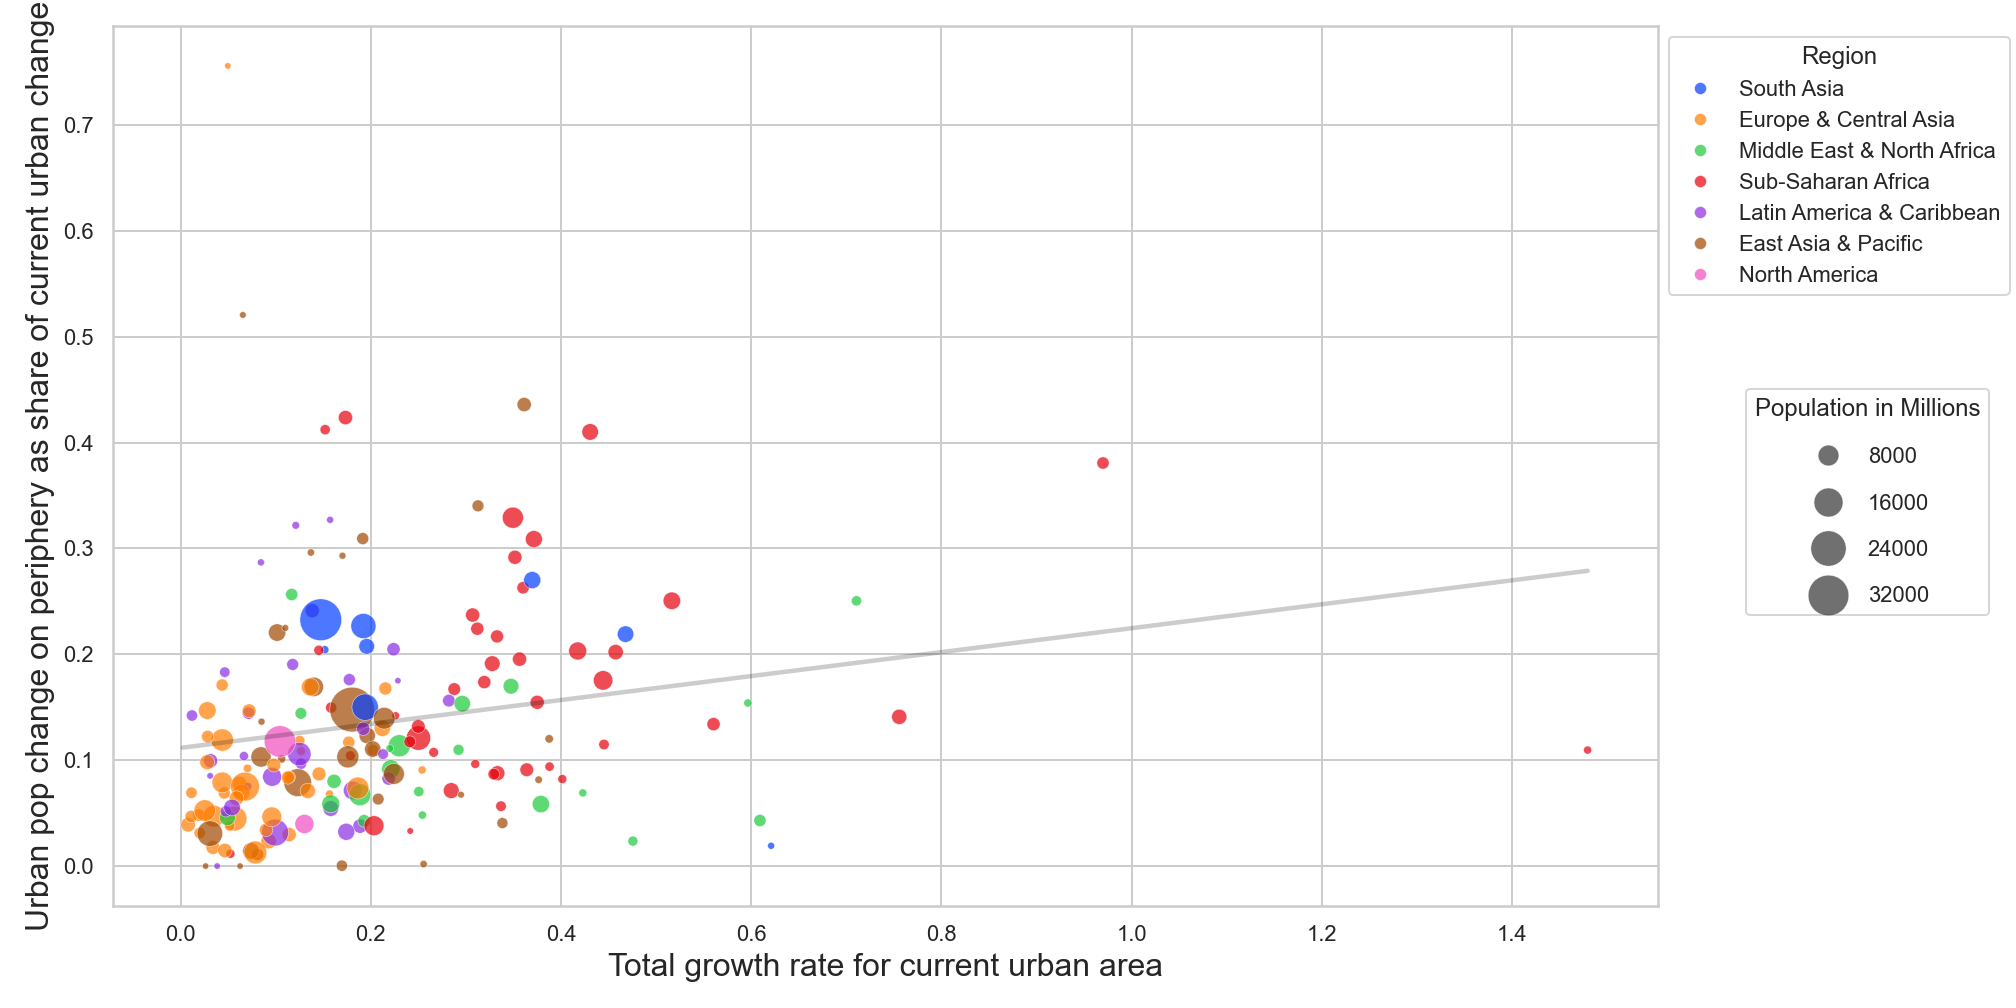 Urban pop change on periphery as share of current urban change
0.7
0.6
0.5
0.4
0.3
0.2
0.1
0.0
0.0 0.2 0.4 0.6 0.8 1.0 1.2 1.4
Total growth rate for current urban area
Region
South Asia
Europe & Central Asia
Middle East & North Africa
Sub-Saharan Africa
Latin America & Caribbean
East Asia & Pacific
North America
Population in Millions
8000
16000
24000
32000